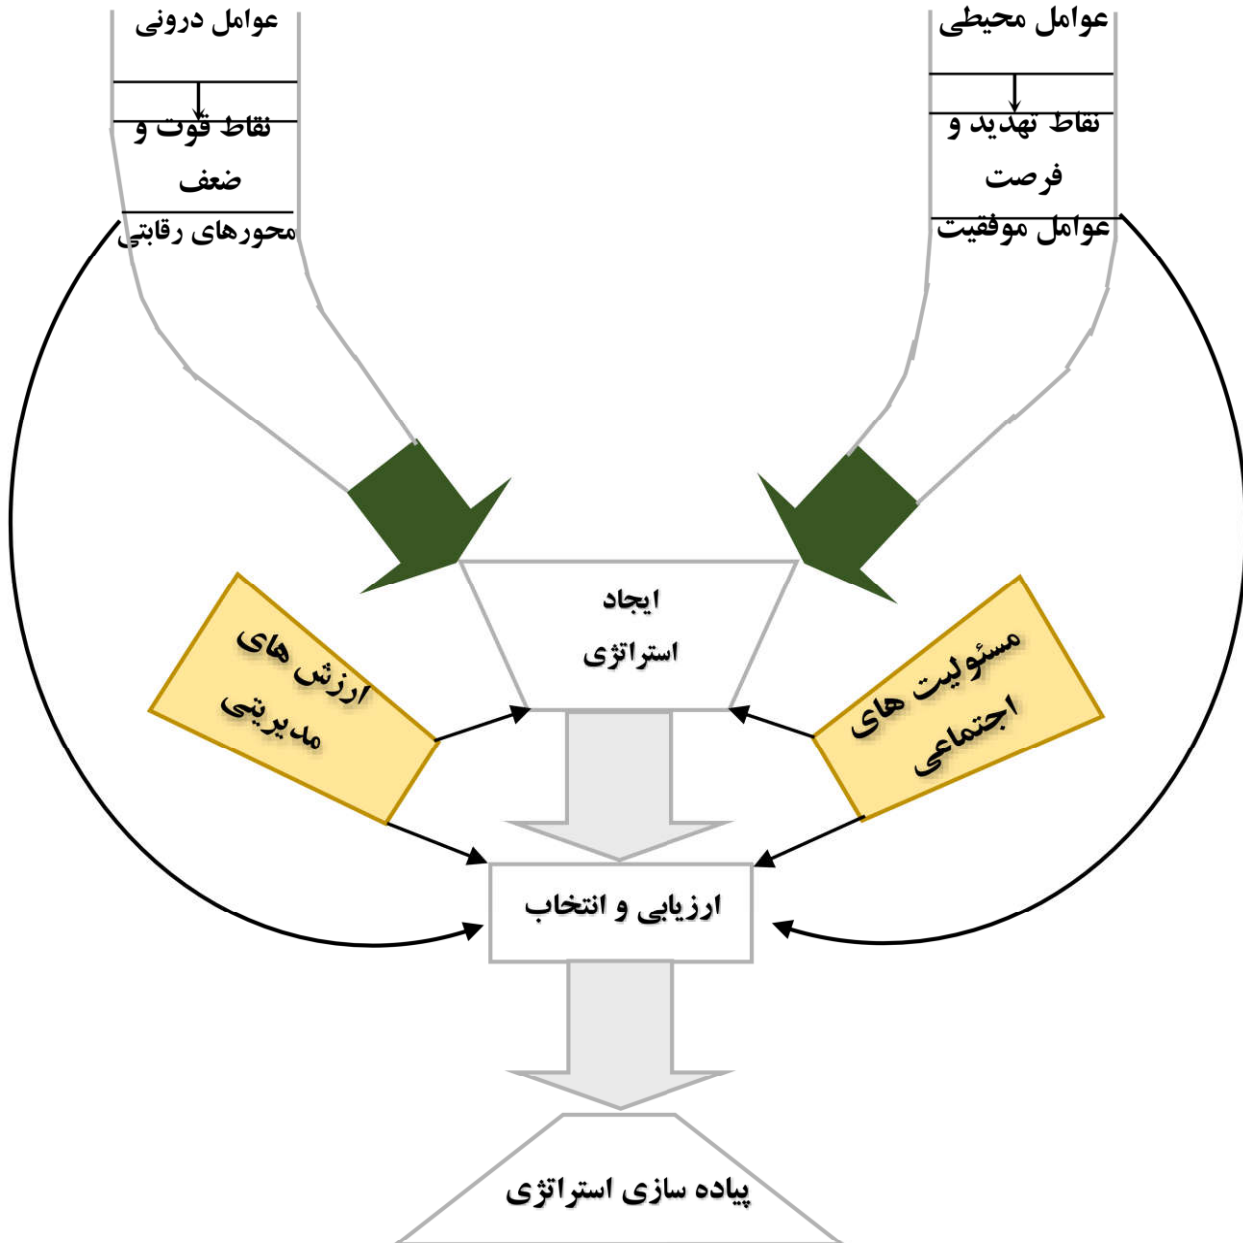 عوامل محیطی
نقاط تهدید و
فرصت
عوامل موفقیت
عوامل درونی
نقاط قوت و
ضعف
محورهای رقابتی
ایجاد
استراتژی
مسئولیت های
اجتماعی
ارزش های
مدیریتی
ارزیابی و انتخاب
پیاده سازی استراتژی